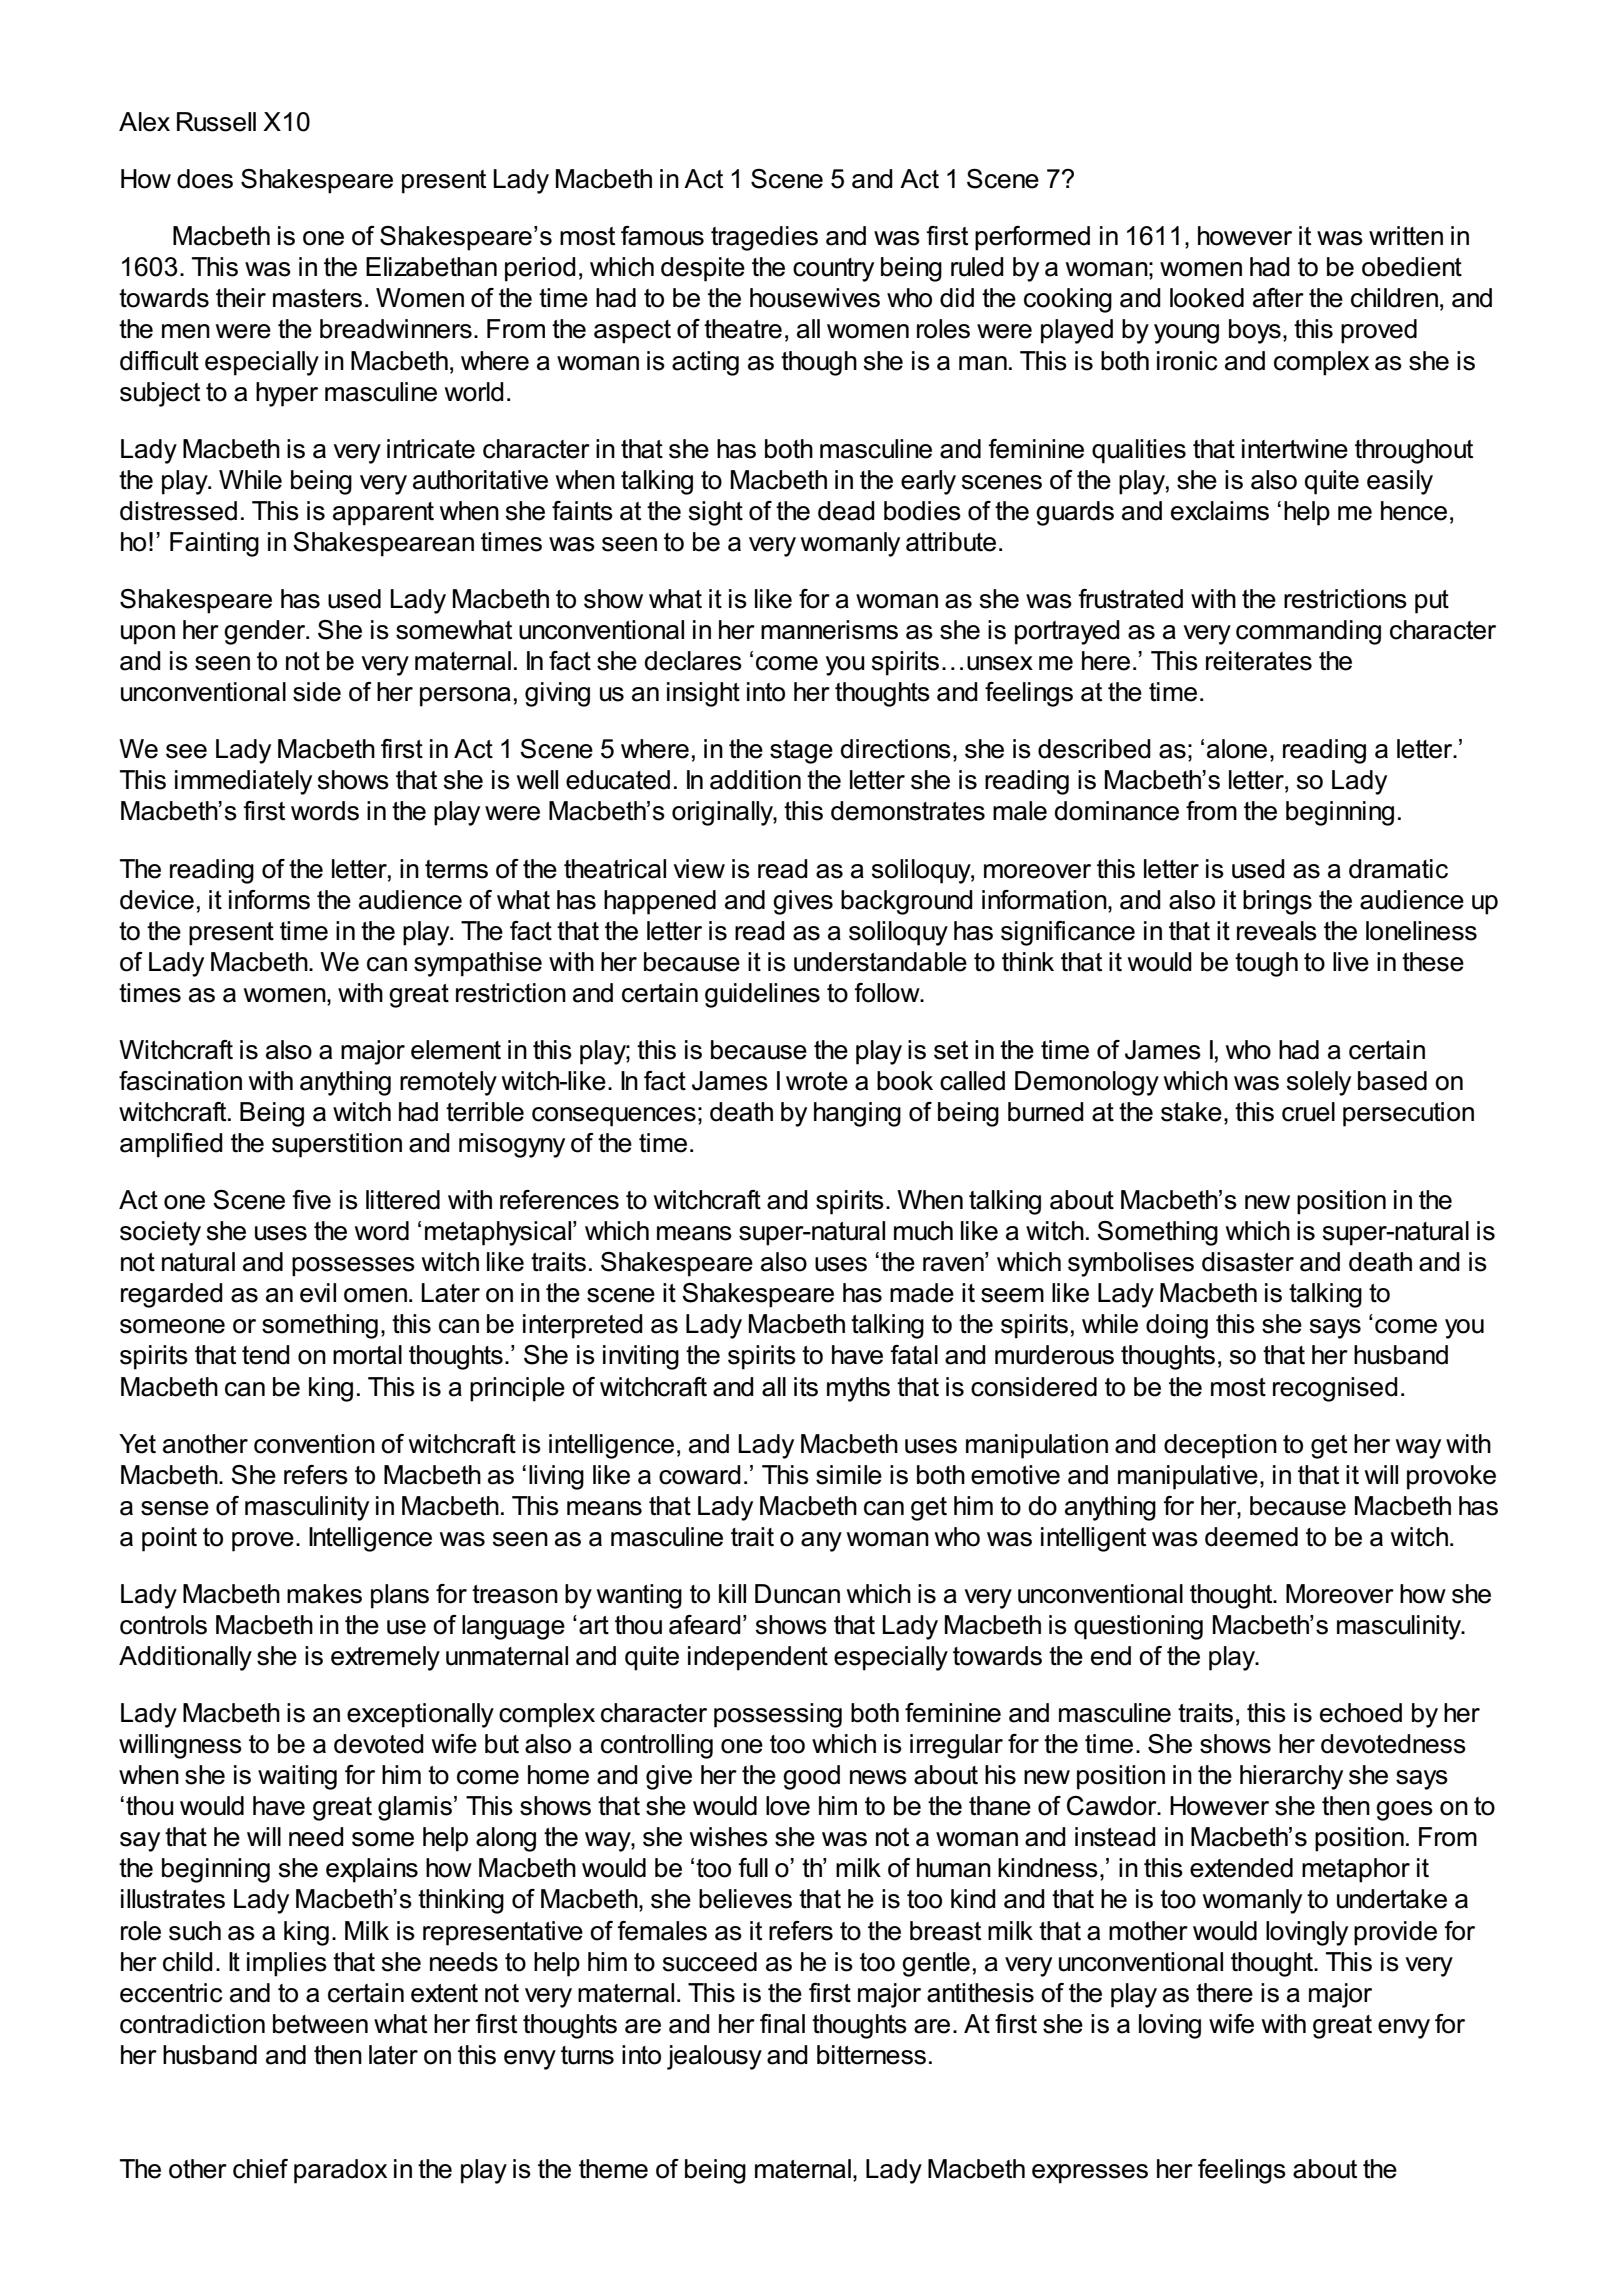 Alex Russell X10
How does Shakespeare present Lady Macbeth in Act 1 Scene 5 and Act 1 Scene 7?
Macbeth is one of Shakespeare’s most famous tragedies and was first performed in 1611, however it was written in
1603. This was in the Elizabethan period, which despite the country being ruled by a woman; women had to be obedient
towards their masters. Women of the time had to be the housewives who did the cooking and looked after the children, and
the men were the breadwinners. From the aspect of theatre, all women roles were played by young boys, this proved
difficult especially in Macbeth, where a woman is acting as though she is a man. This is both ironic and complex as she is
subject to a hyper masculine world.
Lady Macbeth is a very intricate character in that she has both masculine and feminine qualities that intertwine throughout
the play. While being very authoritative when talking to Macbeth in the early scenes of the play, she is also quite easily
distressed. This is apparent when she faints at the sight of the dead bodies of the guards and exclaims ‘help me hence,
ho!’ Fainting in Shakespearean times was seen to be a very womanly attribute.
Shakespeare has used Lady Macbeth to show what it is like for a woman as she was frustrated with the restrictions put
upon her gender. She is somewhat unconventional in her mannerisms as she is portrayed as a very commanding character
and is seen to not be very maternal. In fact she declares ‘come you spirits…unsex me here.’ This reiterates the
unconventional side of her persona, giving us an insight into her thoughts and feelings at the time.
We see Lady Macbeth first in Act 1 Scene 5 where, in the stage directions, she is described as; ‘alone, reading a letter.’
This immediately shows that she is well educated. In addition the letter she is reading is Macbeth’s letter, so Lady
Macbeth’s first words in the play were Macbeth’s originally, this demonstrates male dominance from the beginning.
The reading of the letter, in terms of the theatrical view is read as a soliloquy, moreover this letter is used as a dramatic
device, it informs the audience of what has happened and gives background information, and also it brings the audience up
to the present time in the play. The fact that the letter is read as a soliloquy has significance in that it reveals the loneliness
of Lady Macbeth. We can sympathise with her because it is understandable to think that it would be tough to live in these
times as a women, with great restriction and certain guidelines to follow.
Witchcraft is also a major element in this play; this is because the play is set in the time of James I, who had a certain
fascination with anything remotely witch-like. In fact James I wrote a book called Demonology which was solely based on
witchcraft. Being a witch had terrible consequences; death by hanging of being burned at the stake, this cruel persecution
amplified the superstition and misogyny of the time.
Act one Scene five is littered with references to witchcraft and spirits. When talking about Macbeth’s new position in the
society she uses the word ‘metaphysical’ which means super-natural much like a witch. Something which is super-natural is
not natural and possesses witch like traits. Shakespeare also uses ‘the raven’ which symbolises disaster and death and is
regarded as an evil omen. Later on in the scene it Shakespeare has made it seem like Lady Macbeth is talking to
someone or something, this can be interpreted as Lady Macbeth talking to the spirits, while doing this she says ‘come you
spirits that tend on mortal thoughts.’ She is inviting the spirits to have fatal and murderous thoughts, so that her husband
Macbeth can be king. This is a principle of witchcraft and all its myths that is considered to be the most recognised.
Yet another convention of witchcraft is intelligence, and Lady Macbeth uses manipulation and deception to get her way with
Macbeth. She refers to Macbeth as ‘living like a coward.’ This simile is both emotive and manipulative, in that it will provoke
a sense of masculinity in Macbeth. This means that Lady Macbeth can get him to do anything for her, because Macbeth has
a point to prove. Intelligence was seen as a masculine trait o any woman who was intelligent was deemed to be a witch.
Lady Macbeth makes plans for treason by wanting to kill Duncan which is a very unconventional thought. Moreover how she
controls Macbeth in the use of language ‘art thou afeard’ shows that Lady Macbeth is questioning Macbeth’s masculinity.
Additionally she is extremely unmaternal and quite independent especially towards the end of the play.
Lady Macbeth is an exceptionally complex character possessing both feminine and masculine traits, this is echoed by her
willingness to be a devoted wife but also a controlling one too which is irregular for the time. She shows her devotedness
when she is waiting for him to come home and give her the good news about his new position in the hierarchy she says
‘thou would have great glamis’ This shows that she would love him to be the thane of Cawdor. However she then goes on to
say that he will need some help along the way, she wishes she was not a woman and instead in Macbeth’s position. From
the beginning she explains how Macbeth would be ‘too full o’ th’ milk of human kindness,’ in this extended metaphor it
illustrates Lady Macbeth’s thinking of Macbeth, she believes that he is too kind and that he is too womanly to undertake a
role such as a king. Milk is representative of females as it refers to the breast milk that a mother would lovingly provide for
her child. It implies that she needs to help him to succeed as he is too gentle, a very unconventional thought. This is very
eccentric and to a certain extent not very maternal. This is the first major antithesis of the play as there is a major
contradiction between what her first thoughts are and her final thoughts are. At first she is a loving wife with great envy for
her husband and then later on this envy turns into jealousy and bitterness.
The other chief paradox in the play is the theme of being maternal, Lady Macbeth expresses her feelings about the